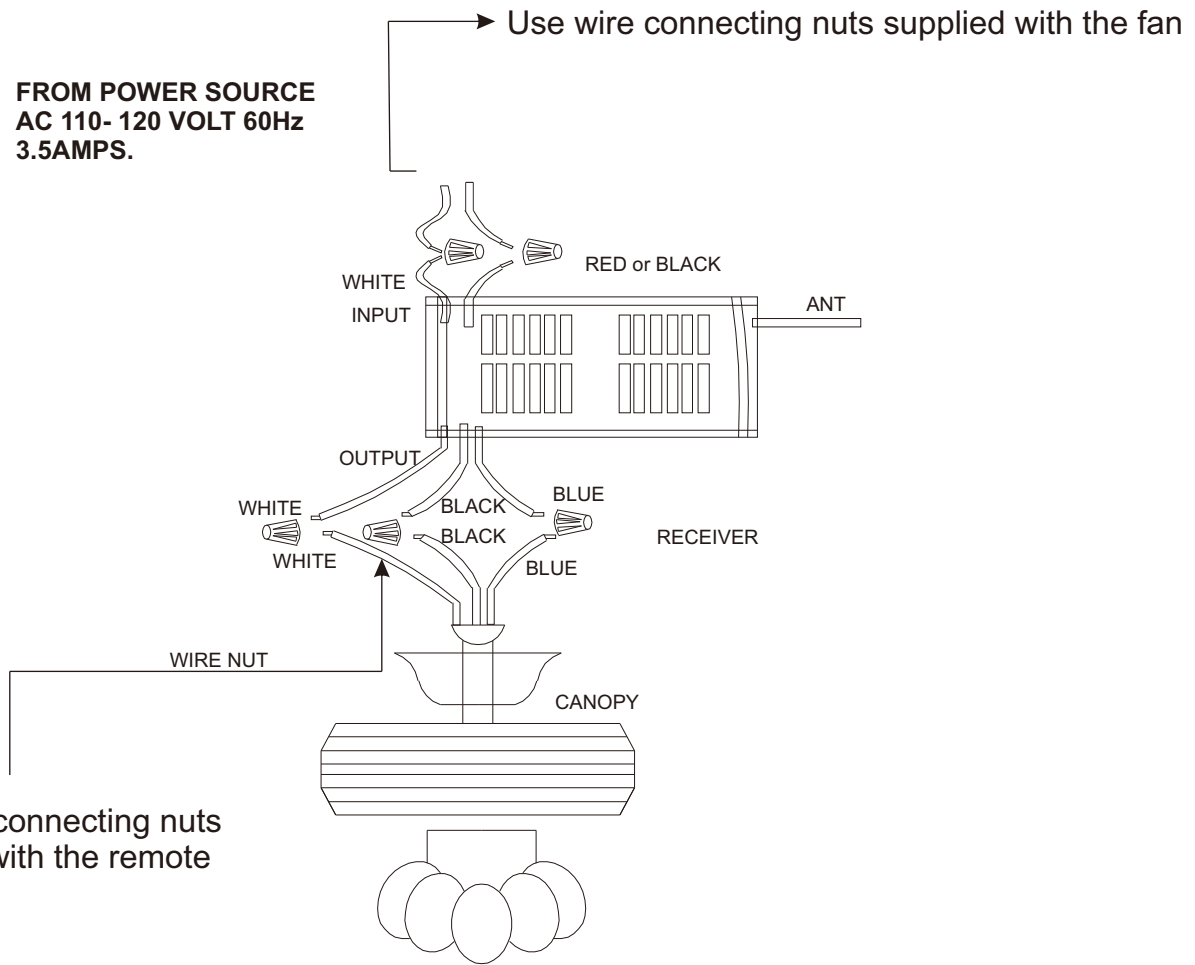 Use wire connecting nuts supplied with the fan
FROM POWER SOURCE
AC 110- 120 VOLT 60Hz
3.5AMPS.
RED or BLACK
WHITE
INPUT
ANT
OUTPUT
WHITE
BLACK
BLUE
BLACK
RECEIVER
WHITE
BLUE
WIRE NUT
CANOPY
connecting nuts
with the remote